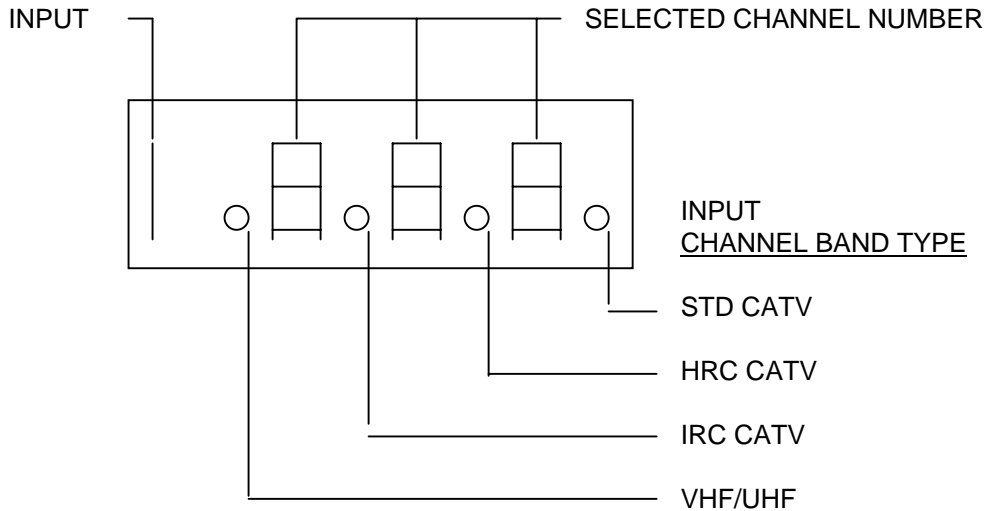 INPUT
SELECTED CHANNEL NUMBER
INPUT
CHANNEL BAND TYPE
STD CATV
HRC CATV
IRC CATV
VHF/UHF